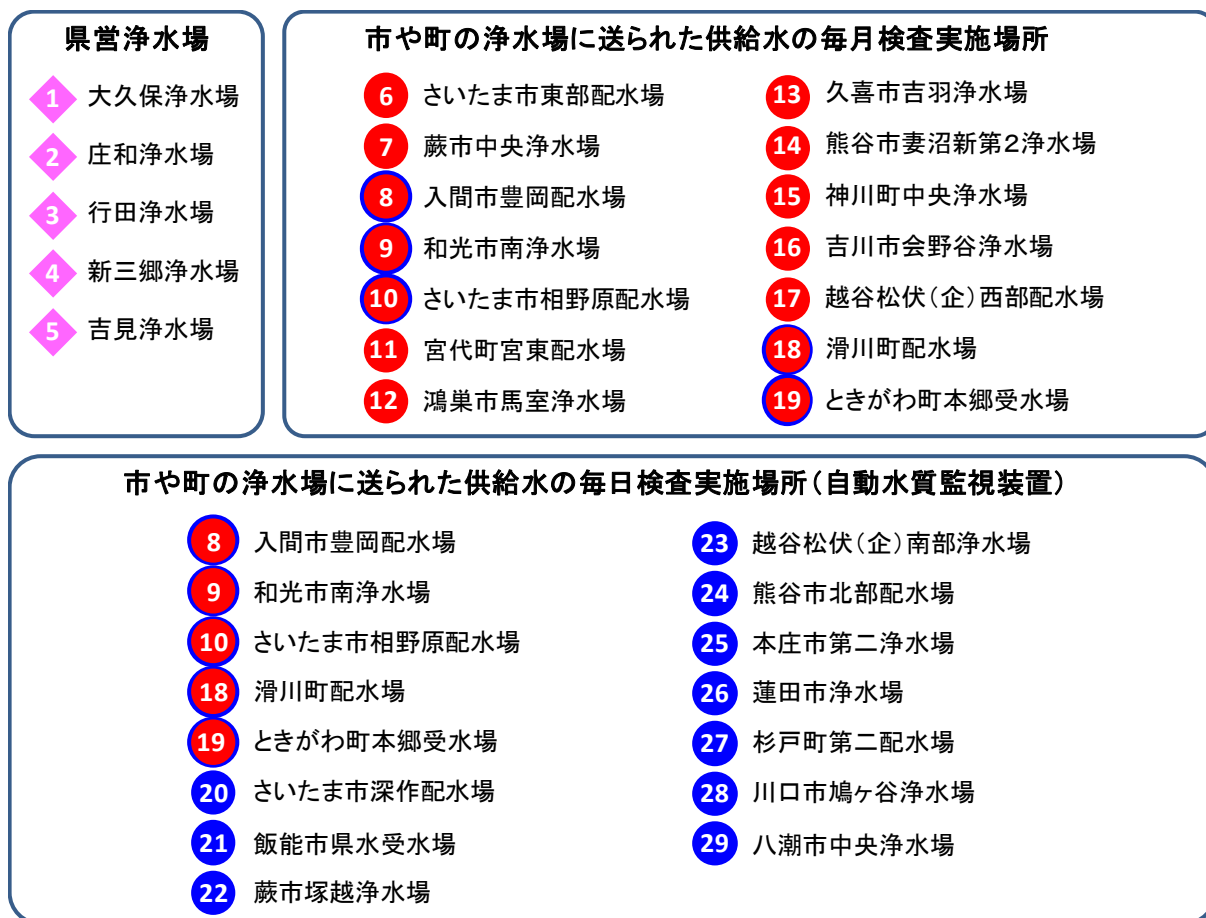 県営浄水場
1 大久保浄水場
2 庄和浄水場
3 行田浄水場
4 新三郷浄水場
5 吉見浄水場
市や町の浄水場に送られた供給水の毎月検査実施場所
6 さいたま市東部配水場
7 蕨市中央浄水場
8 入間市豊岡配水場
9 和光市南浄水場
10 さいたま市相野原配水場
11 宮代町宮東配水場
12 鴻巣市馬室浄水場
13 久喜市吉羽浄水場
14 熊谷市妻沼新第2浄水場
15 神川町中央浄水場
16 吉川市会野谷浄水場
17 越谷松伏(企)西部配水場
18 滑川町配水場
19 ときがわ町本郷受水場
市や町の浄水場に送られた供給水の毎日検査実施場所(自動水質監視装置)
8 入間市豊岡配水場
9 和光市南浄水場
10 さいたま市相野原配水場
18 滑川町配水場
19 ときがわ町本郷受水場
20 さいたま市深作配水場
21 飯能市県水受水場
22 蕨市塚越浄水場
23 越谷松伏(企)南部浄水場
24 熊谷市北部配水場
25 本庄市第二浄水場
26 蓮田市浄水場
27 杉戸町第二配水場
28 川口市鳩ヶ谷浄水場
29 八潮市中央浄水場